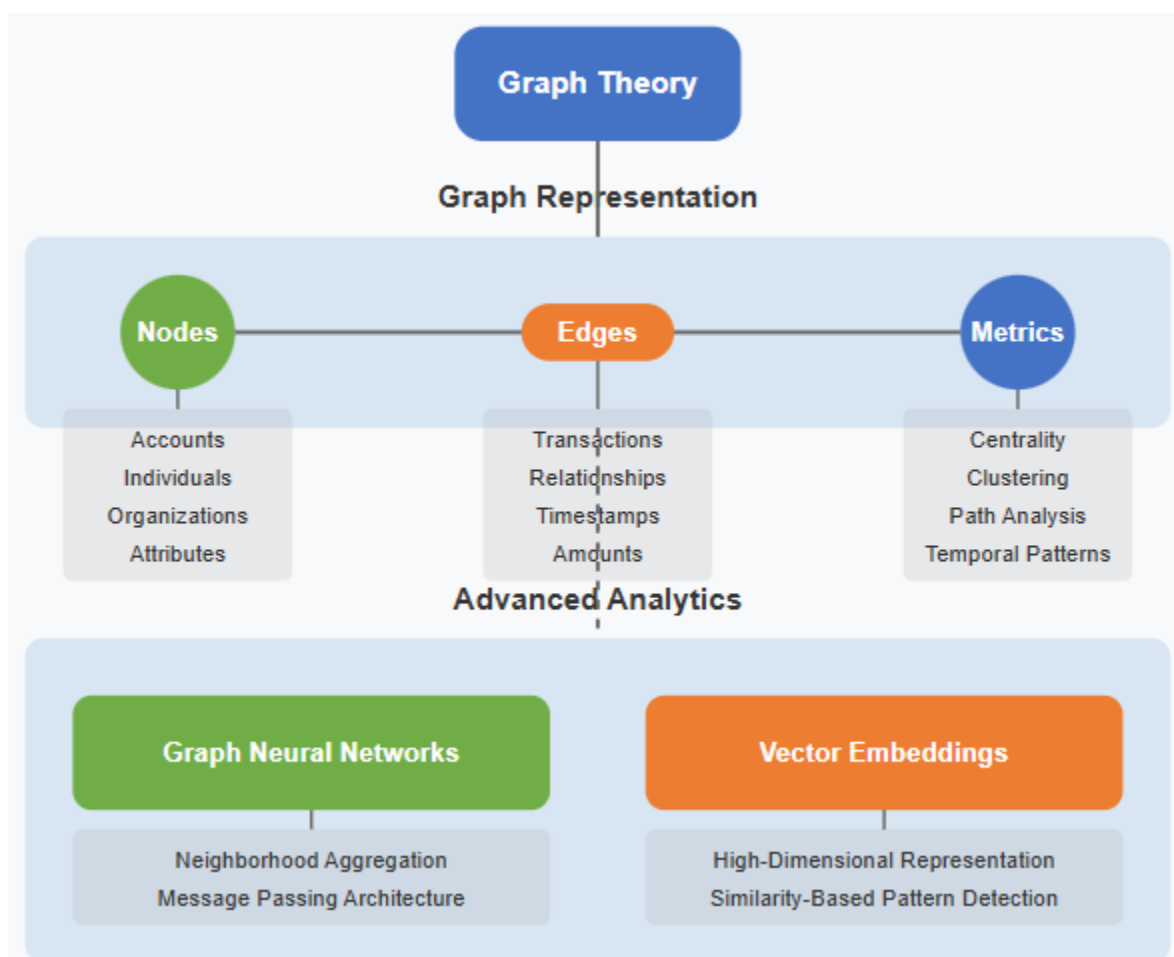 Graph Theory
Graph Representation
Nodes
Edges
Metrics
Accounts
Individuals
Organizations
Attributes
Transactions
Relationships
Timestamps
Amounts
Centrality
Clustering
Path Analysis
Temporal Patterns
Advanced Analytics
Graph Neural Networks
Neighborhood Aggregation
Message Passing Architecture
Vector Embeddings
High-Dimensional Representation
Similarity-Based Pattern Detection